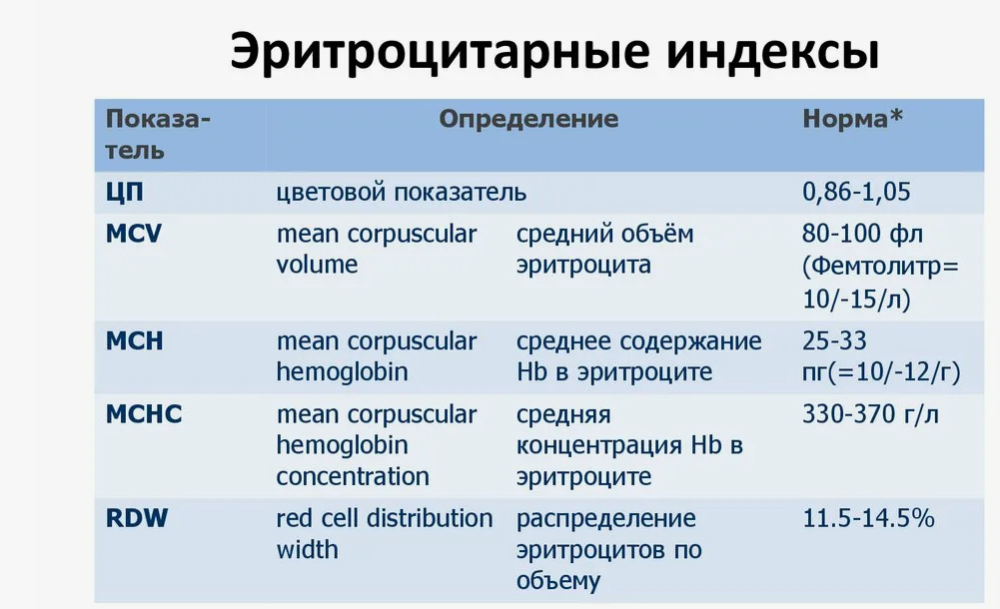 Эритроцитарные индексы
Показа-
тель
Определение
Норма*
ЦП
цветовой показатель
0,86-1,05
MCV
mean corpuscular
volume
средний объём
эритроцита
80-100 фл
(Фемтолитр=
10/-15/л)
MCH
mean corpuscular
hemoglobin
среднее содержание
Hb в эритроците
25-33
пг(=10/-12/г)
MCHC
mean corpuscular
hemoglobin
concentration
средняя
концентрация Hb в
эритроците
330-370 г/л
RDW
red cell distribution
width
распределение
эритроцитов по
объему
11.5-14.5%